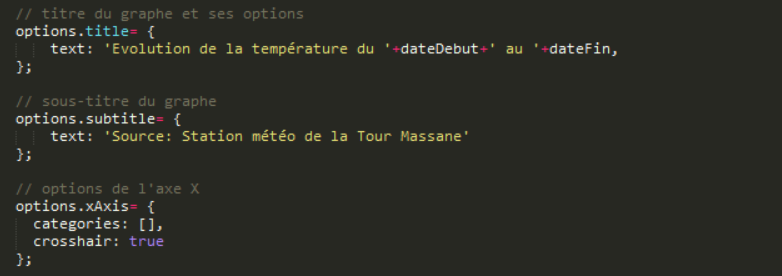 // titre du graphe et ses options
options.title= {
text: 'Evolution de la température du '+dateDebut+' au '+dateFin,
};
// sous-titre du graphe
options.subtitle= {
text: 'Source: Station météo de la Tour Massane'
};
// options de l'axe X
options.xAxis= {
categories: [],
crosshair: true
};